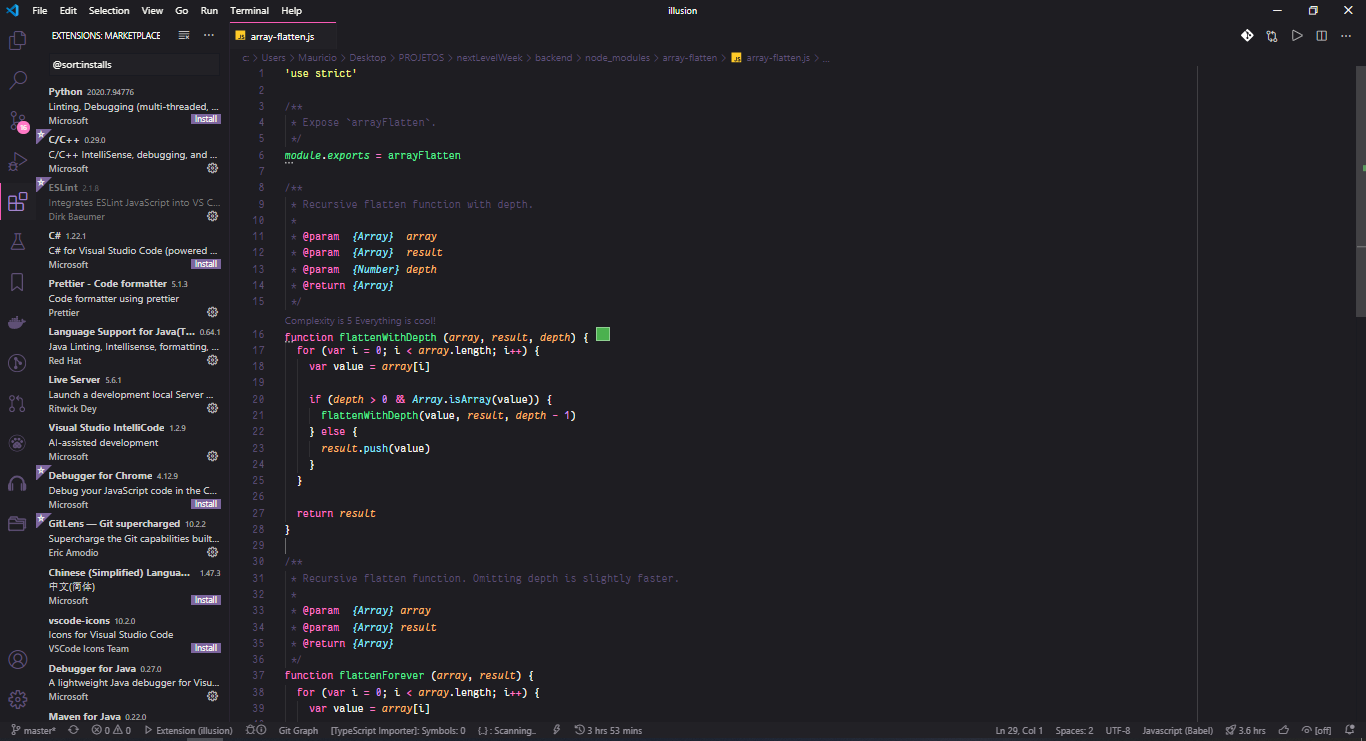 File Edit Selection View Go Run Terminal Help
illusion
EXTENSIONS: MARKETPLACE
@sort:installs
Python 2020.7.94776
Linting, Debugging (multi-threaded, ...
Microsoft Install
C/C++ 0.29.0
C/C++ IntelliSense, debugging, and ...
Microsoft
ESLint 2.1.8
Integrates ESLint JavaScript into VS C...
Dirk Baeumer
C# 1.22.1
C# for Visual Studio Code (powered ...
Microsoft Install
Prettier - Code formatter 5.1.3
Code formatter using prettier
Prettier
Language Support for Java(T... 0.64.1
Java Linting, Intellisense, formatting, ...
Red Hat
Live Server 5.6.1
Launch a development local Server ...
Ritwick Dey
Visual Studio IntelliCode 1.2.9
AI-assisted development
Microsoft
Debugger for Chrome 4.12.9
Debug your JavaScript code in the C...
Microsoft Install
GitLens — Git supercharged 10.2.2
Supercharge the Git capabilities built...
Eric Amodio
Chinese (Simplified) Langua... 1.47.3
中文(简体)
Microsoft Install
vscode-icons 10.2.0
Icons for Visual Studio Code
VSCode Icons Team Install
Debugger for Java 0.27.0
A lightweight Java debugger for Visu...
Microsoft
Maven for Java 0.22.0
16
JS array-flatten.js
c: > Users > Mauricio > Desktop > PROJETOS > nextLevelWeek > backend > node_modules > array-flatten > JS array-flatten.js > ...
1 'use strict'
2
3 /**
4 * Expose `arrayFlatten`.
5 */
6 module.exports = arrayFlatten
7
8 /**
9 * Recursive flatten function with depth.
10 *
11 * @param {Array} array
12 * @param {Array} result
13 * @param {Number} depth
14 * @return {Array}
15 */
Complexity is 5 Everything is cool!
16 function flattenWithDepth (array, result, depth) {
17 for (var i = 0; i < array.length; i++) {
18 var value = array[i]
19
20 if (depth > 0 && Array.isArray(value)) {
21 flattenWithDepth(value, result, depth - 1)
22 } else {
23 result.push(value)
24 }
25 }
26
27 return result
28 }
29
30 /**
31 * Recursive flatten function. Omitting depth is slightly faster.
32 *
33 * @param {Array} array
34 * @param {Array} result
35 * @return {Array}
36 */
37 function flattenForever (array, result) {
38 for (var i = 0; i < array.length; i++) {
39 var value = array[i]
master* 0 0 Extension (illusion) Git Graph [TypeScript Importer]: Symbols: 0 {..} : Scanning.. 3 hrs 53 mins Ln 29, Col 1 Spaces: 2 UTF-8 Javascript (Babel) 3.6 hrs [off]